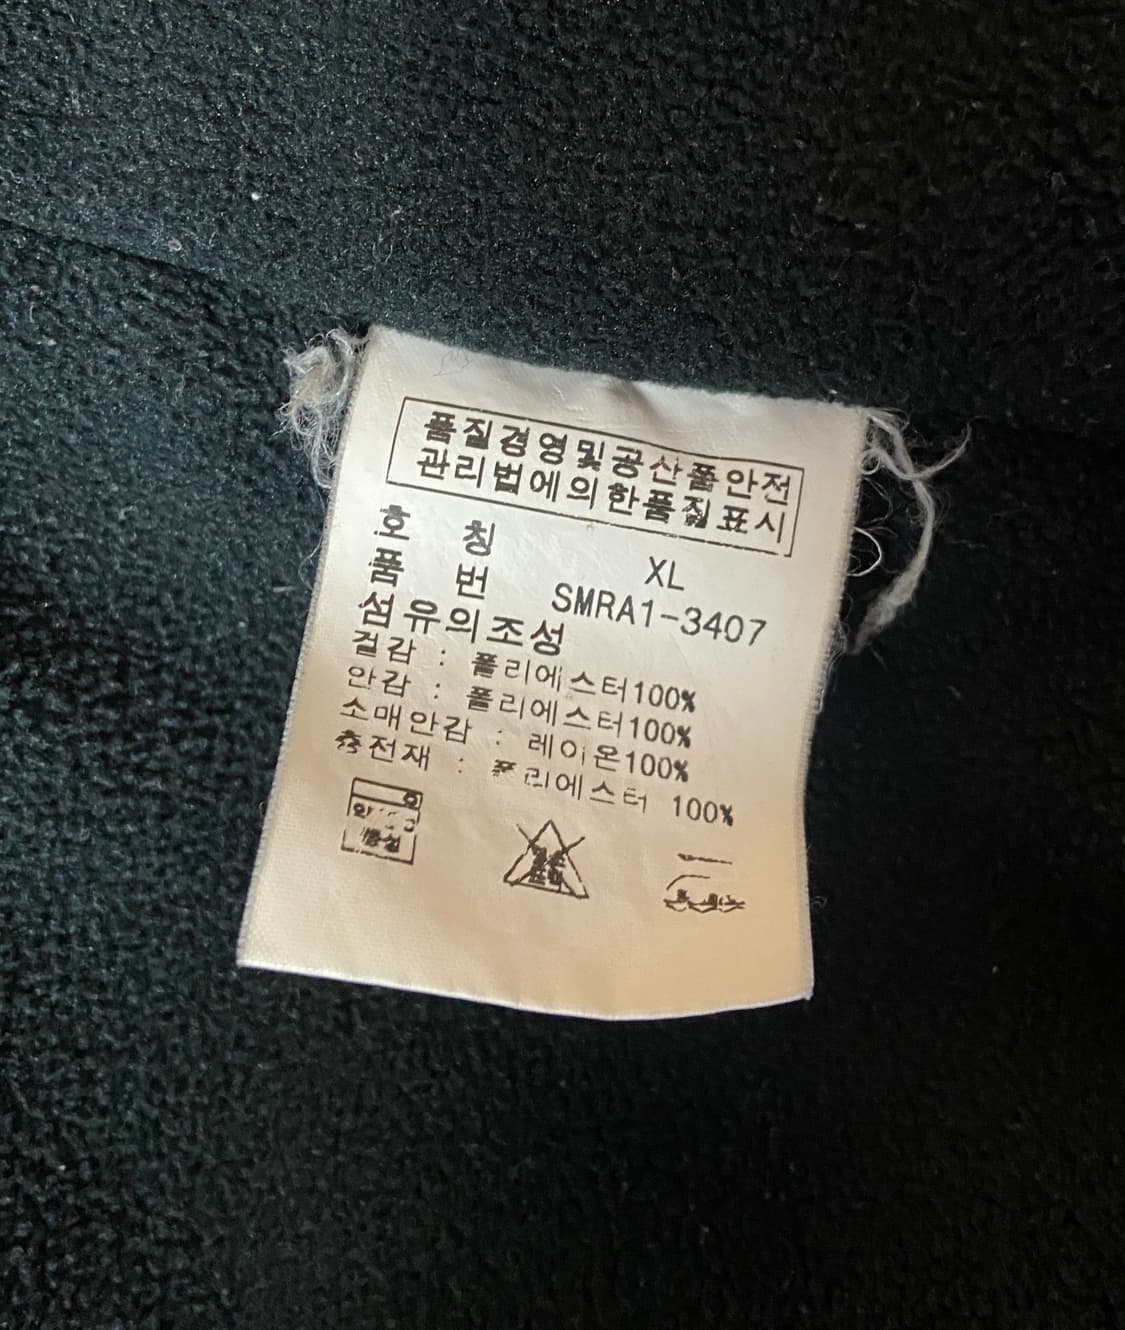 품질경영및공산품안전
관리법에의한품질표시
호 칭 XL
품 번 SMRA1-3407
섬유의조성
겉감 : 폴리에스터100%
안감 : 폴리에스터100%
소매안감 : 레이온100%
충전재 : 폴리에스터 100%